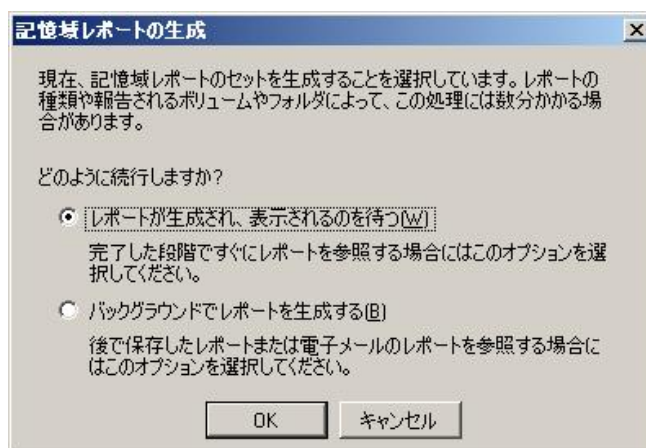 記憶域レポートの生成
現在、記憶域レポートのセットを生成することを選択しています。レポートの
種類や報告されるボリュームやフォルダによって、この処理には数分かかる場
合があります。
どのように続行しますか?
レポートが生成され、表示されるのを待つ(W)
完了した段階ですぐにレポートを参照する場合にはこのオプションを選
択してください。
バックグラウンドでレポートを生成する(B)
後で保存したレポートまたは電子メールのレポートを参照する場合に
はこのオプションを選択してください。
OK
キャンセル